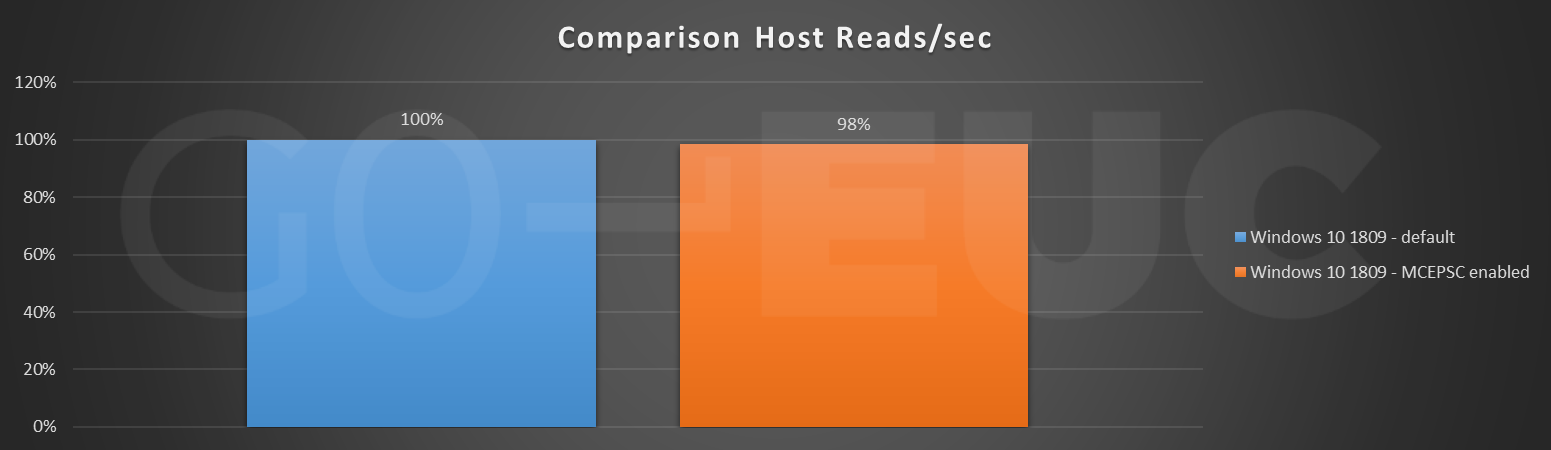 Comparison Host Reads/sec
120%
100%
80%
60%
40%
20%
0%
100%
98%
Windows 10 1809 - default
Windows 10 1809 - MCEPSC enabled
GO-EUC